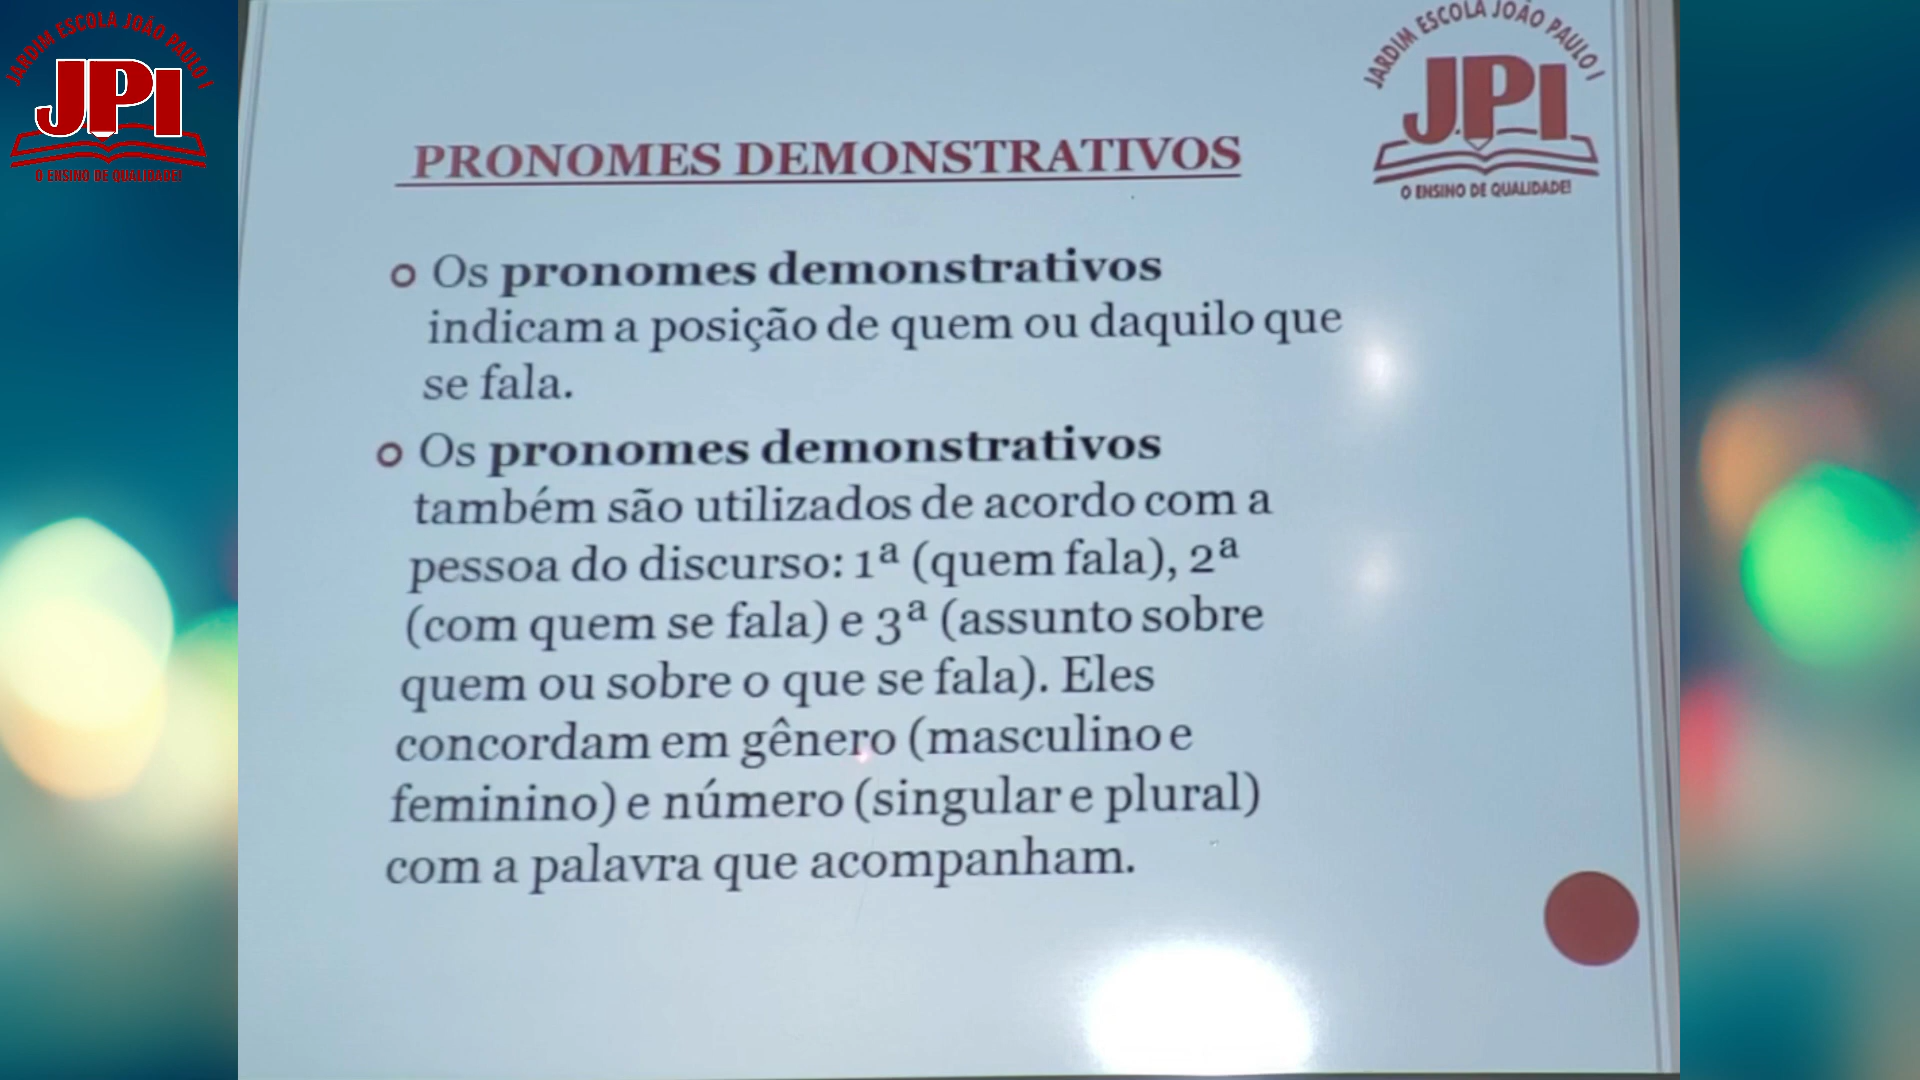 JARDIM ESCOLA JOÃO PAULO I
JPI
O ENSINO DE QUALIDADE!
JARDIM ESCOLA JOÃO PAULO I
JPI
O ENSINO DE QUALIDADE!
PRONOMES DEMONSTRATIVOS
Os pronomes demonstrativos
indicam a posição de quem ou daquilo que
se fala.
Os pronomes demonstrativos
também são utilizados de acordo com a
pessoa do discurso: 1ª (quem fala), 2ª
(com quem se fala) e 3ª (assunto sobre
quem ou sobre o que se fala). Eles
concordam em gênero (masculino e
feminino) e número (singular e plural)
com a palavra que acompanham.